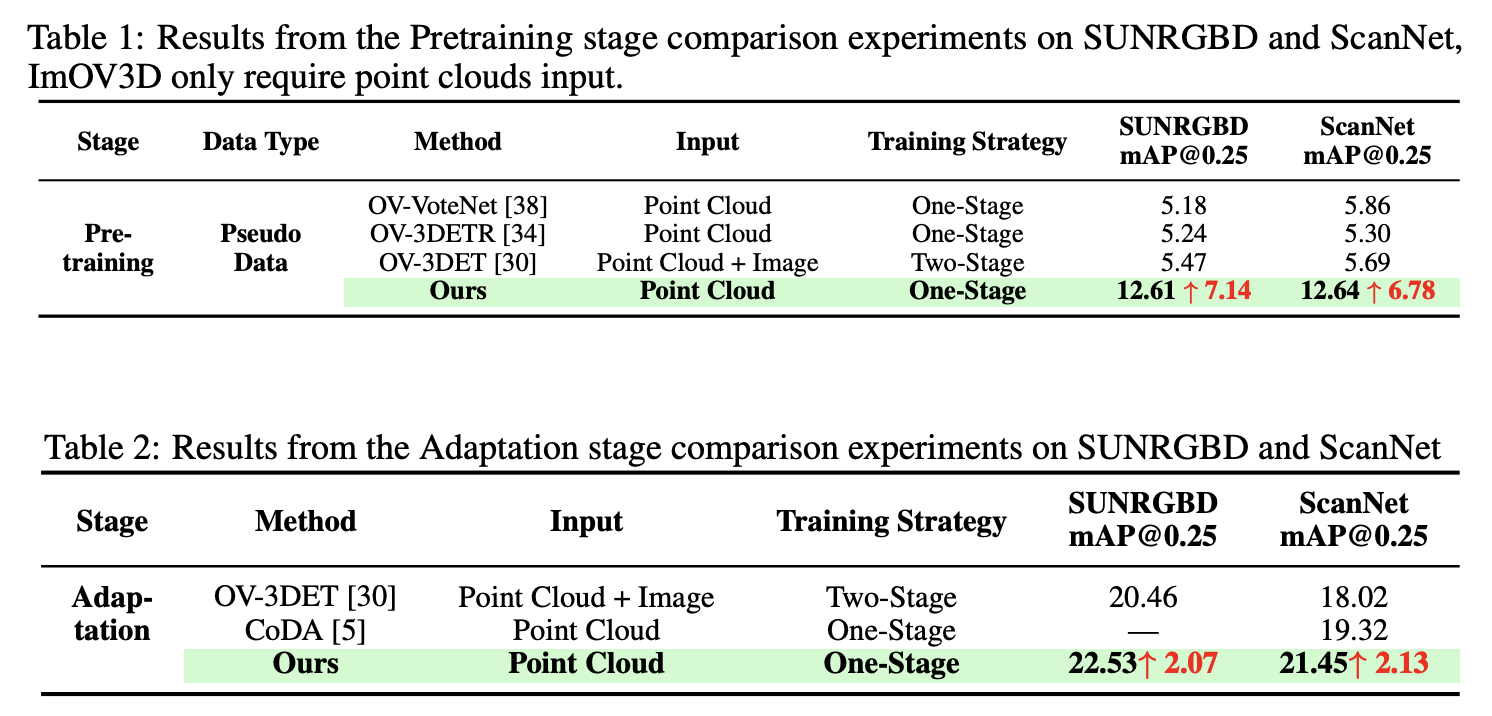 Table 1: Results from the Pretraining stage comparison experiments on SUNRGBD and ScanNet,
ImOV3D only require point clouds input.
Stage Data Type Method Input Training Strategy SUNRGBD mAP@0.25 ScanNet mAP@0.25
Pre-training Pseudo Data
OV-VoteNet [38] Point Cloud One-Stage 5.18 5.86
OV-3DETR [34] Point Cloud One-Stage 5.24 5.30
OV-3DET [30] Point Cloud + Image Two-Stage 5.47 5.69
Ours Point Cloud One-Stage 12.61 ↑ 7.14 12.64 ↑ 6.78
Table 2: Results from the Adaptation stage comparison experiments on SUNRGBD and ScanNet
Stage Method Input Training Strategy SUNRGBD mAP@0.25 ScanNet mAP@0.25
Adap-tation
OV-3DET [30] Point Cloud + Image Two-Stage 20.46 18.02
CoDA [5] Point Cloud One-Stage — 19.32
Ours Point Cloud One-Stage 22.53↑ 2.07 21.45↑ 2.13